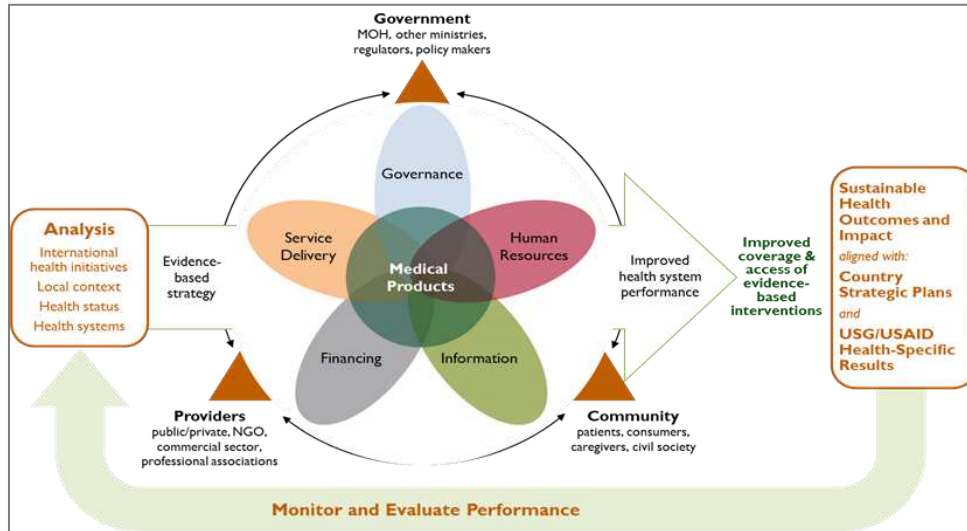 Government
MOH, other ministries,
regulators, policy makers
Governance
Service
Delivery
Human
Resources
Medical
Products
Financing
Information
Analysis
International
health initiatives
Local context
Health status
Health systems
Evidence-
based
strategy
Improved
health system
performance
Improved
coverage &
access of
evidence-
based
interventions
Sustainable
Health
Outcomes and
Impact
aligned with:
Country
Strategic Plans
and
USG/USAID
Health-Specific
Results
Providers
public/private, NGO,
commercial sector,
professional associations
Community
patients, consumers,
caregivers, civil society
Monitor and Evaluate Performance